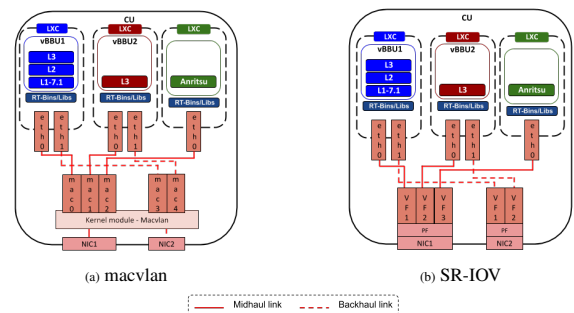 CU
LXC
LXC
LXC
vBBU1
vBBU2
L3
L2
L1-7.1
L3
Anritsu
RT-Bins/Libs
RT-Bins/Libs
RT-Bins/Libs
eth0
eth1
eth0
eth1
eth0
mac0
mac1
mac2
mac3
mac4
Kernel module - Macvlan
NIC1
NIC2
(a) macvlan
CU
LXC
LXC
LXC
vBBU1
vBBU2
L3
L2
L1-7.1
L3
Anritsu
RT-Bins/Libs
RT-Bins/Libs
RT-Bins/Libs
eth0
eth1
eth0
eth1
eth0
VF1
VF2
VF3
VF1
VF2
PF
PF
NIC1
NIC2
(b) SR-IOV
Midhaul link
Backhaul link